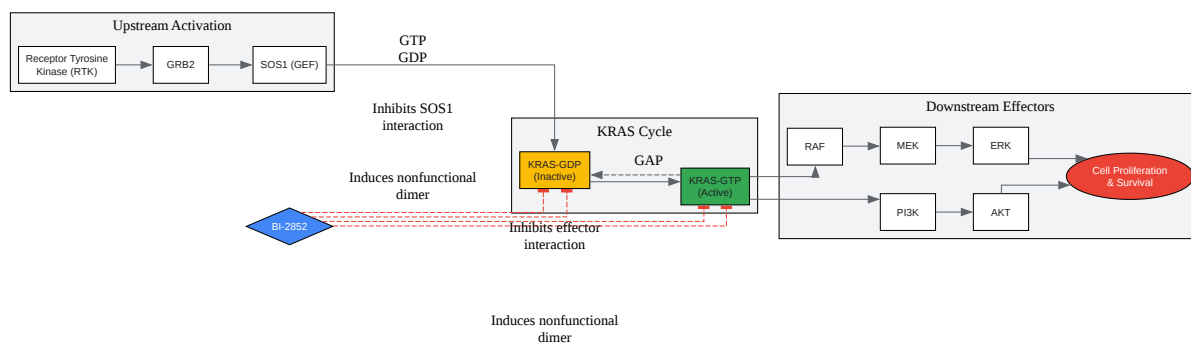 Upstream Activation
Receptor Tyrosine
Kinase (RTK)
GRB2
SOS1 (GEF)
GTP
GDP
Inhibits SOS1
interaction
Induces nonfunctional
dimer
BI-2852
KRAS Cycle
KRAS-GDP
(Inactive)
GAP
KRAS-GTP
(Active)
Inhibits effector
interaction
Induces nonfunctional
dimer
Downstream Effectors
RAF
MEK
ERK
PI3K
AKT
Cell Proliferation
& Survival